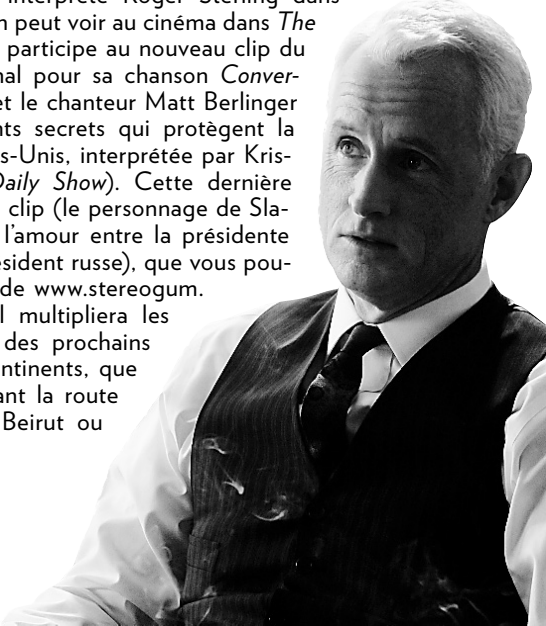 interprète Roger Sterling dans
n peut voir au cinéma dans The
participe au nouveau clip du
nal pour sa chanson Conver-
et le chanteur Matt Berlinger
nts secrets qui protègent la
s-Unis, interprétée par Kris-
Daily Show). Cette dernière
clip (le personnage de Sla-
l'amour entre la présidente
ésident russe), que vous pou-
de www.stereogum.
l multipliera les
des prochains
ntinents, que
ant la route
Beirut ou